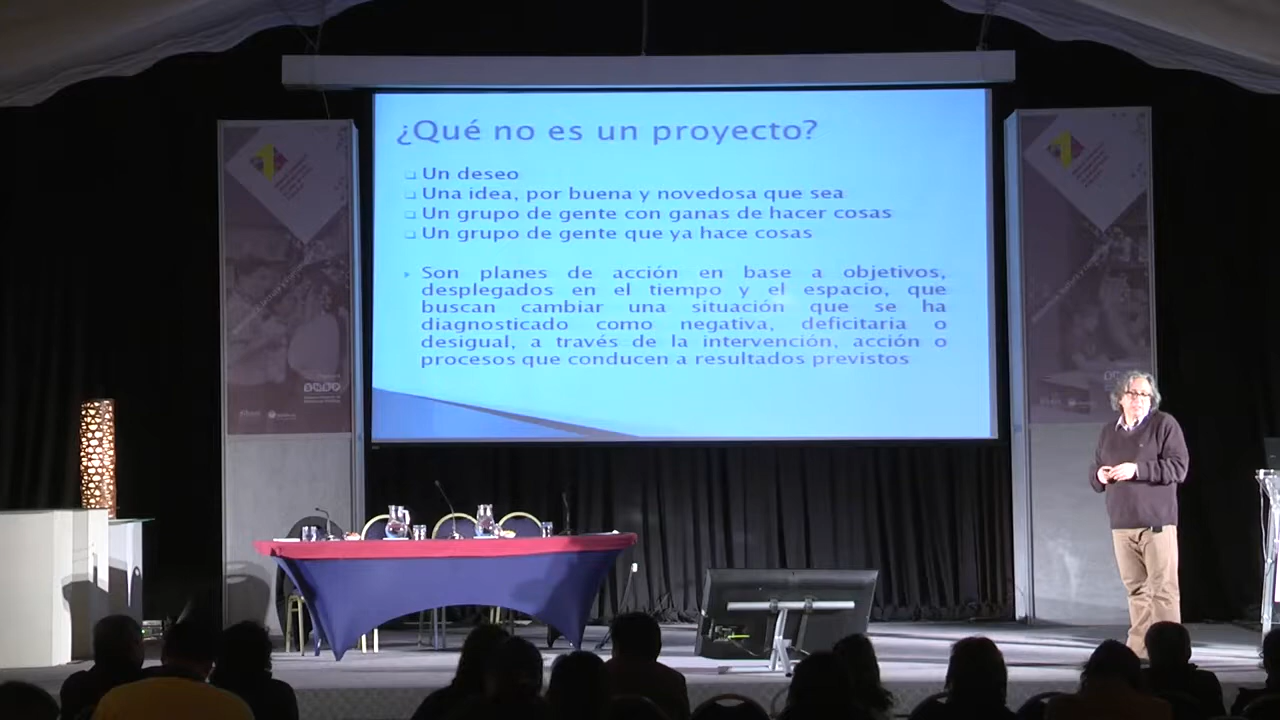 ¿Qué no es un proyecto?
Un deseo
Una idea, por buena y novedosa que sea
Un grupo de gente con ganas de hacer cosas
Un grupo de gente que ya hace cosas
Son planes de acción en base a objetivos,
desplegados en el tiempo y el espacio, que
buscan cambiar una situación que se ha
diagnosticado como negativa, deficitaria o
desigual, a través de la intervención, acción o
procesos que conducen a resultados previstos